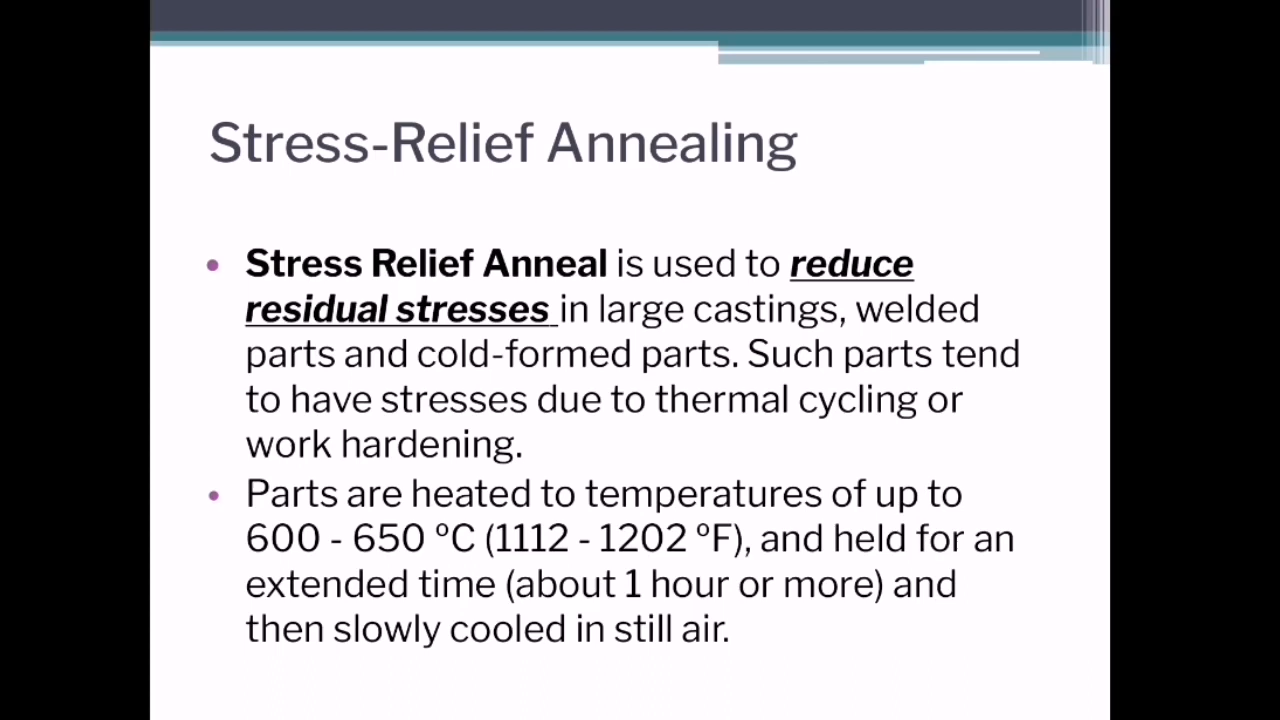 Stress-Relief Annealing
• Stress Relief Anneal is used to reduce
residual stresses in large castings, welded
parts and cold-formed parts. Such parts tend
to have stresses due to thermal cycling or
work hardening.
• Parts are heated to temperatures of up to
600 - 650 ºC (1112 - 1202 ºF), and held for an
extended time (about 1 hour or more) and
then slowly cooled in still air.